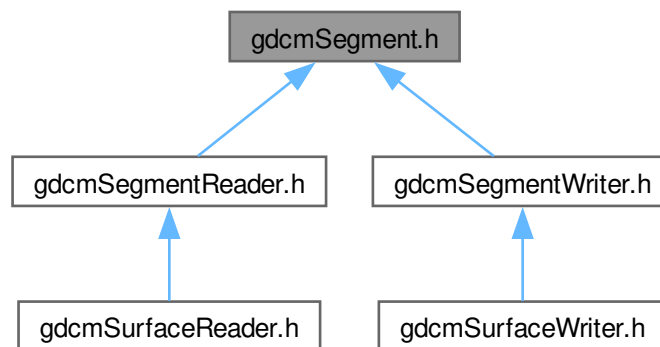 gdcmSegment.h
gdcmSegmentReader.h
gdcmSegmentWriter.h
gdcmSurfaceReader.h
gdcmSurfaceWriter.h